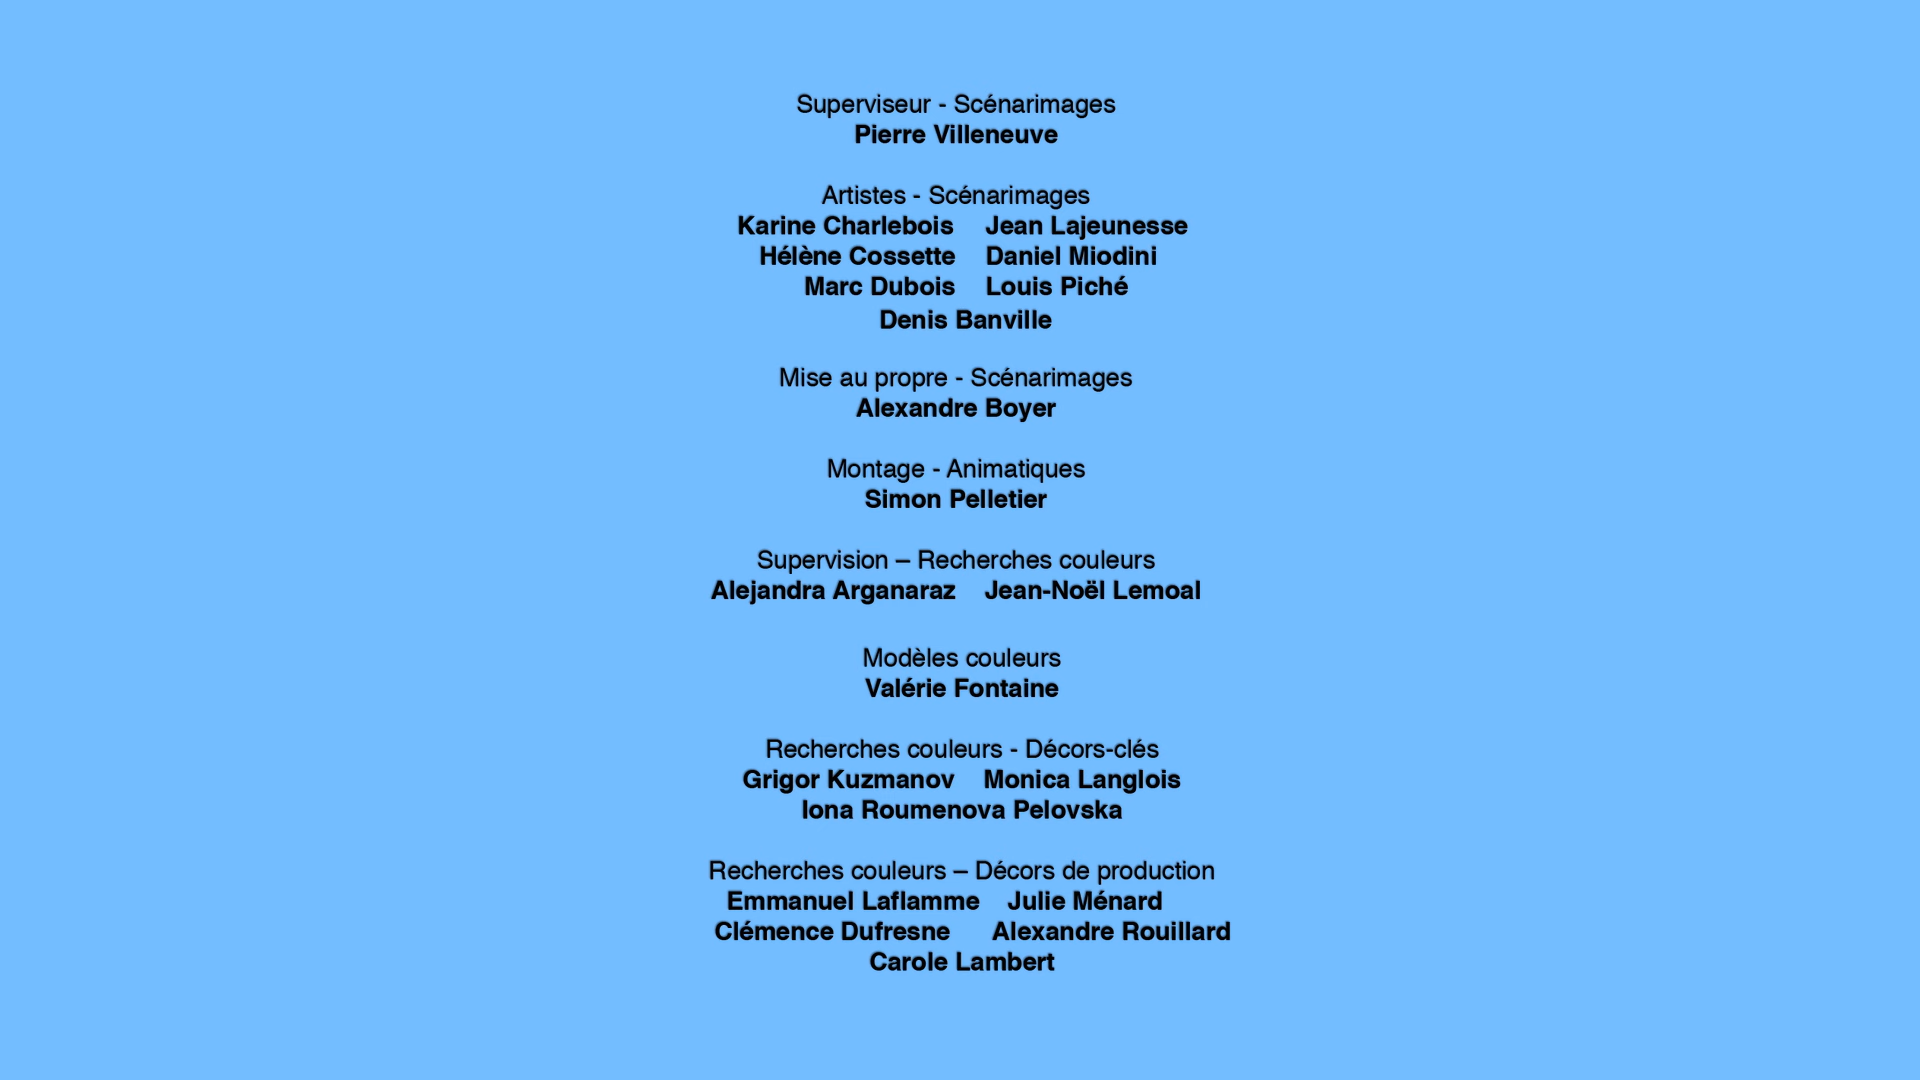 Superviseur - Scénarimages
Pierre Villeneuve
Artistes - Scénarimages
Karine Charlebois Jean Lajeunesse
Hélène Cossette Daniel Miodini
Marc Dubois Louis Piché
Denis Banville
Mise au propre - Scénarimages
Alexandre Boyer
Montage - Animatiques
Simon Pelletier
Supervision – Recherches couleurs
Alejandra Arganaraz Jean-Noël Lemoal
Modèles couleurs
Valérie Fontaine
Recherches couleurs - Décors-clés
Grigor Kuzmanov Monica Langlois
Iona Roumenova Pelovska
Recherches couleurs – Décors de production
Emmanuel Laflamme Julie Ménard
Clémence Dufresne Alexandre Rouillard
Carole Lambert